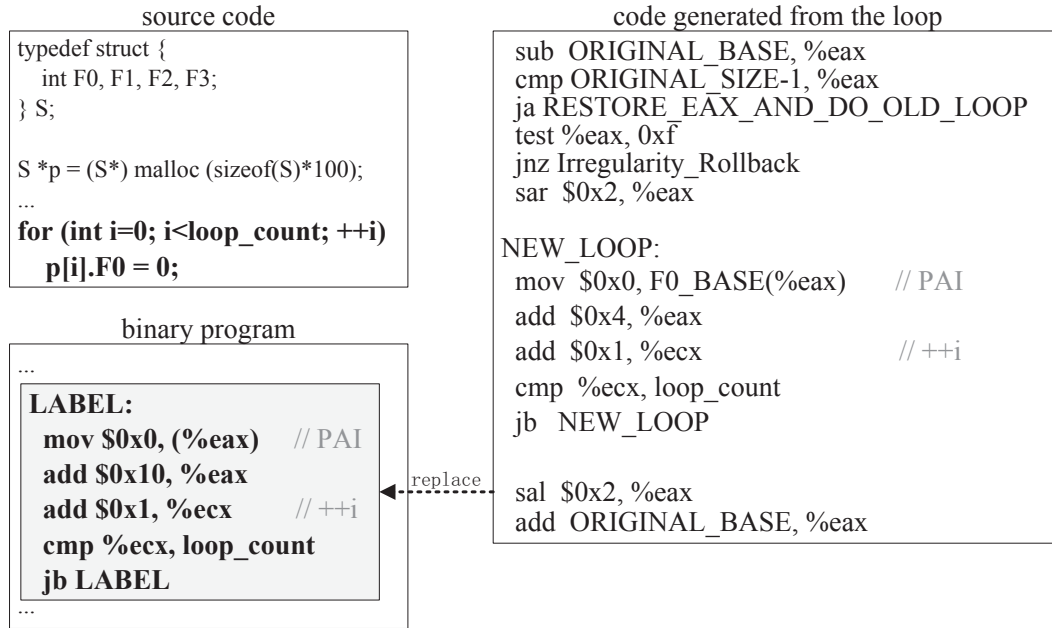 source code
typedef struct {
int F0, F1, F2, F3;
} S;
S *p = (S*) malloc (sizeof(S)*100);
...
for (int i=0; i<loop_count; ++i)
p[i].F0 = 0;
binary program
...
LABEL:
mov $0x0, (%eax) // PAI
add $0x10, %eax
add $0x1, %ecx // ++i
cmp %ecx, loop_count
jb LABEL
...
replace
code generated from the loop
sub ORIGINAL_BASE, %eax
cmp ORIGINAL_SIZE-1, %eax
ja RESTORE_EAX_AND_DO_OLD_LOOP
test %eax, 0xf
jnz Irregularity_Rollback
sar $0x2, %eax
NEW_LOOP:
mov $0x0, F0_BASE(%eax) // PAI
add $0x4, %eax
add $0x1, %ecx // ++i
cmp %ecx, loop_count
jb NEW_LOOP
sal $0x2, %eax
add ORIGINAL_BASE, %eax